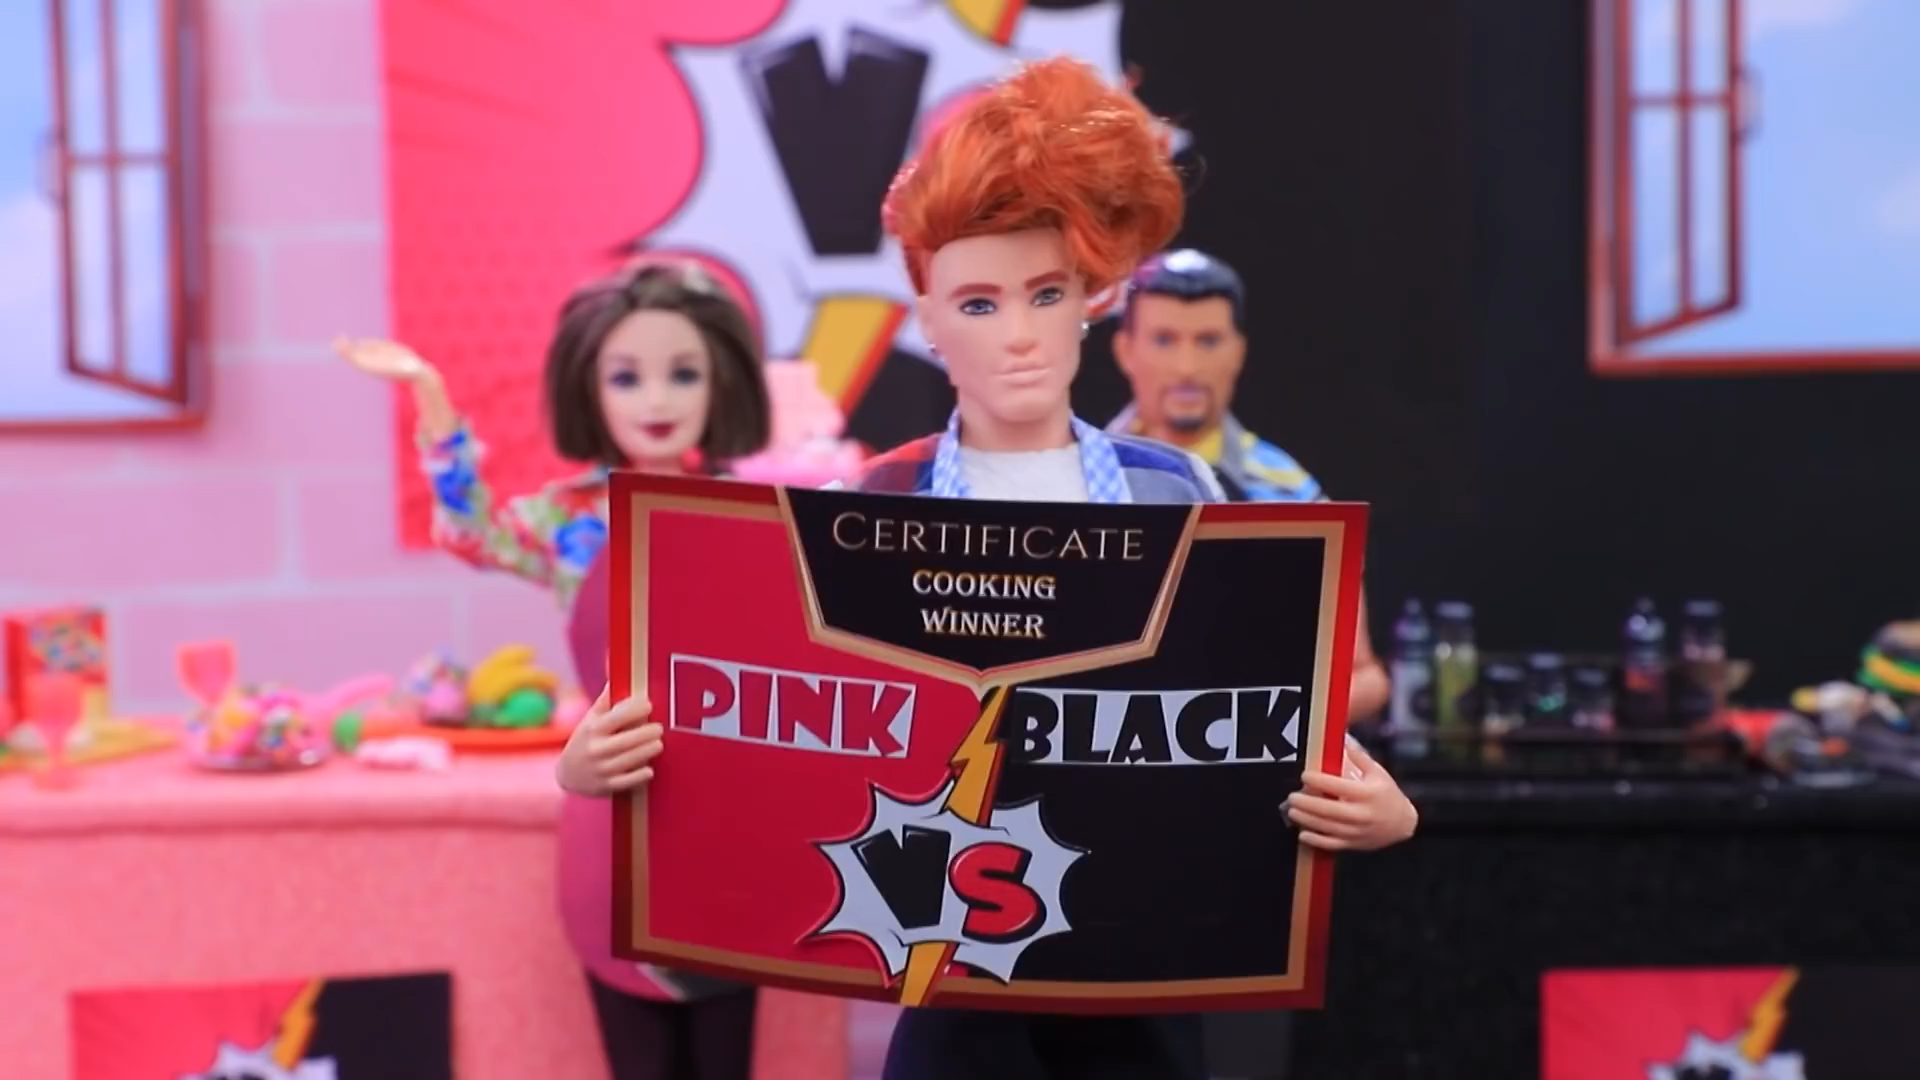 V
CERTIFICATE
COOKING
WINNER
PINK BLACK
VS